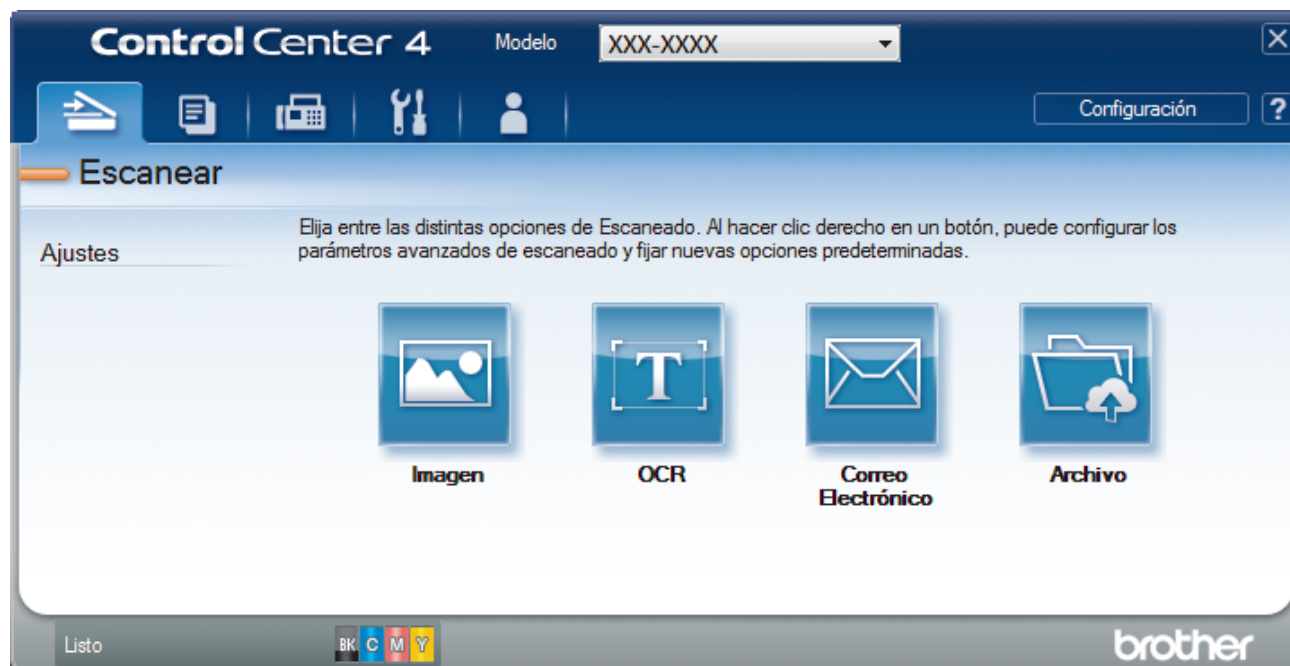 ControlCenter 4 Modelo XXX-XXXX
Configuración ?
Escanear
Ajustes
Elija entre las distintas opciones de Escaneado. Al hacer clic derecho en un botón, puede configurar los
parámetros avanzados de escaneado y fijar nuevas opciones predeterminadas.
T
Imagen OCR Correo Electrónico Archivo
Listo BK C M Y brother